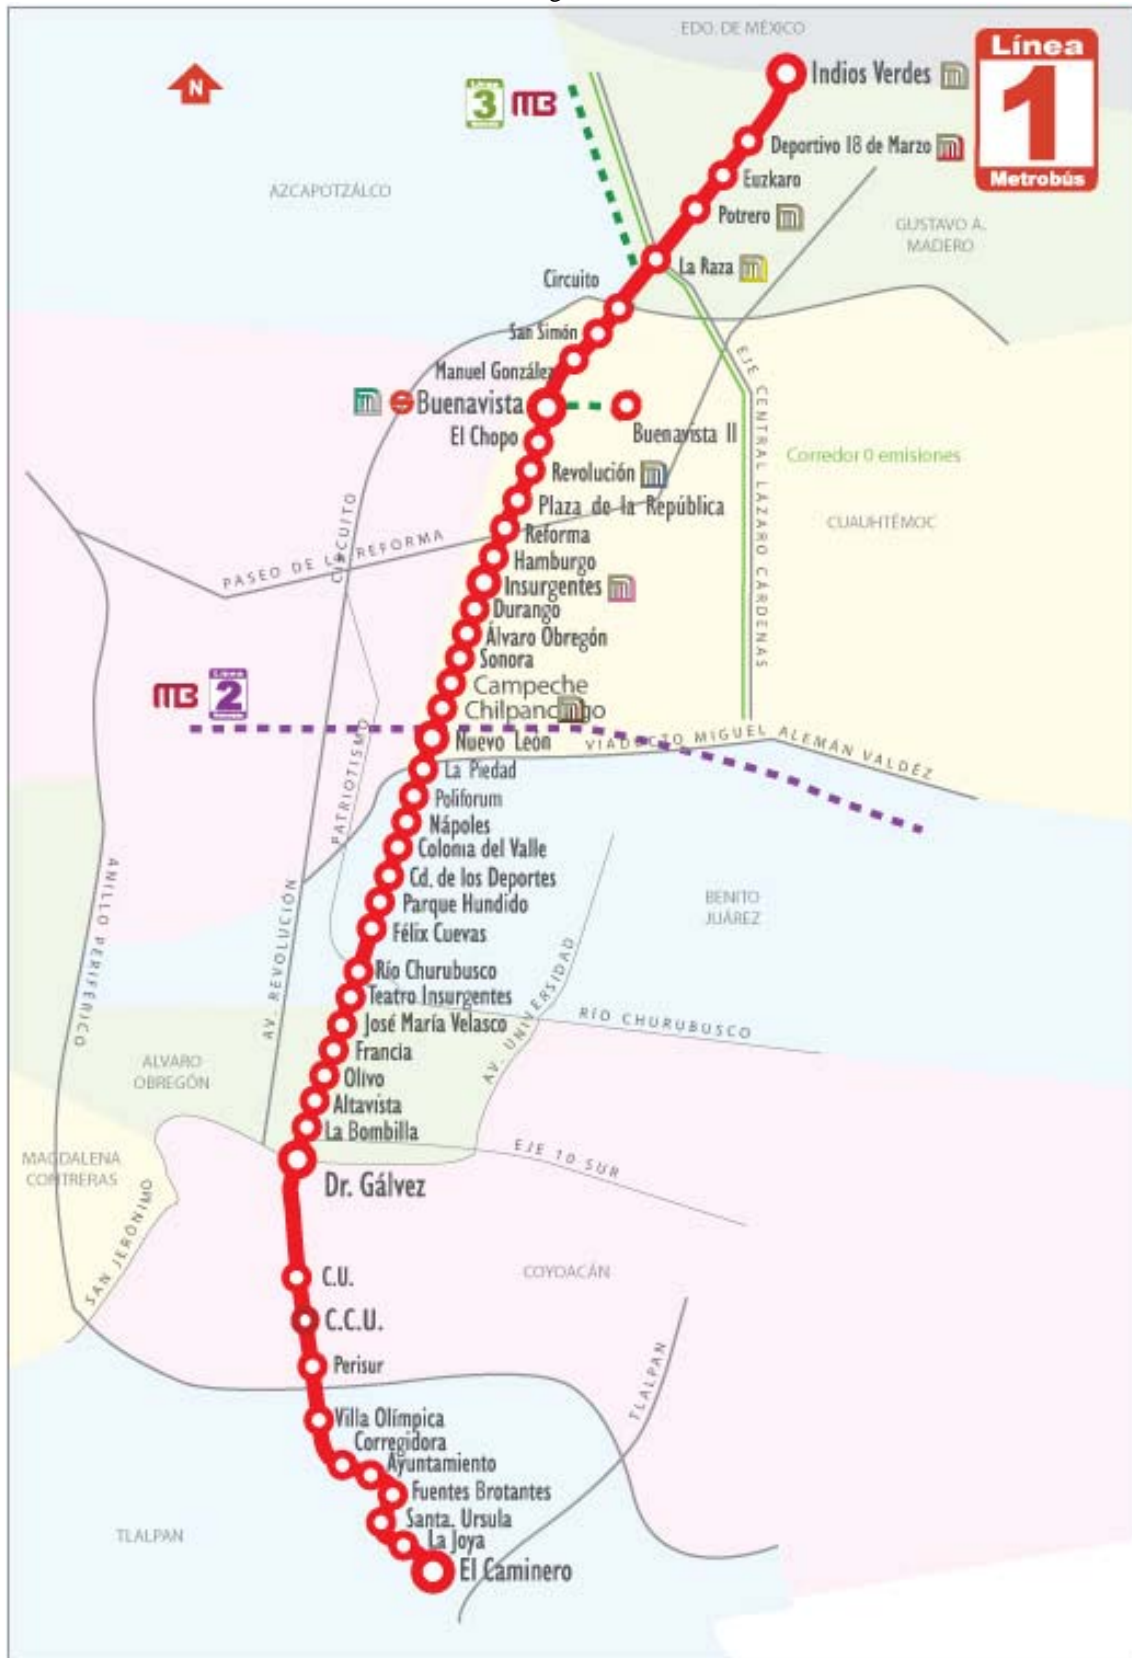 EDO. DE MÉXICO
Línea
1
Metrobús
N
Línea
3
MB
Indios Verdes
AZCAPOTZÁLCO
Deportivo 18 de Marzo
Euzkaro
Potrero
GUSTAVO A.
MADERO
La Raza
Circuito
San Simón
Manuel González
Buenavista
Buenavista II
El Chopo
EJE CENTRAL LÁZARO CÁRDENAS
Corredor 0 emisiones
Revolución
Plaza de la República
CUAUHTÉMOC
CIRCUITO
PASEO DE LA REFORMA
Reforma
Hamburgo
Insurgentes
Durango
Álvaro Obregón
Sonora
MB
Línea
2
Campeche
Chilpancingo
Nuevo León
VIADUCTO MIGUEL ALEMÁN VALDÉZ
PATRIOTISMO
La Piedad
Poliforum
Nápoles
Colonia del Valle
Cd. de los Deportes
Parque Hundido
BENITO
JUÁREZ
ANILLO PERIFÉRICO
AV. REVOLUCIÓN
Félix Cuevas
Río Churubusco
Teatro Insurgentes
AV. UNIVERSIDAD
RÍO CHURUBUSCO
José María Velasco
Francia
ALVARO
OBREGÓN
Olivo
Altavista
La Bombilla
MAGDALENA
CONTRERAS
EJE 10 SUR
Dr. Gálvez
SAN JERÓNIMO
C.U.
COYOACÁN
C.C.U.
Perisur
TLALPAN
Villa Olímpica
Corregidora
Ayuntamiento
Fuentes Brotantes
Santa. Ursula
TLALPAN
La Joya
El Caminero